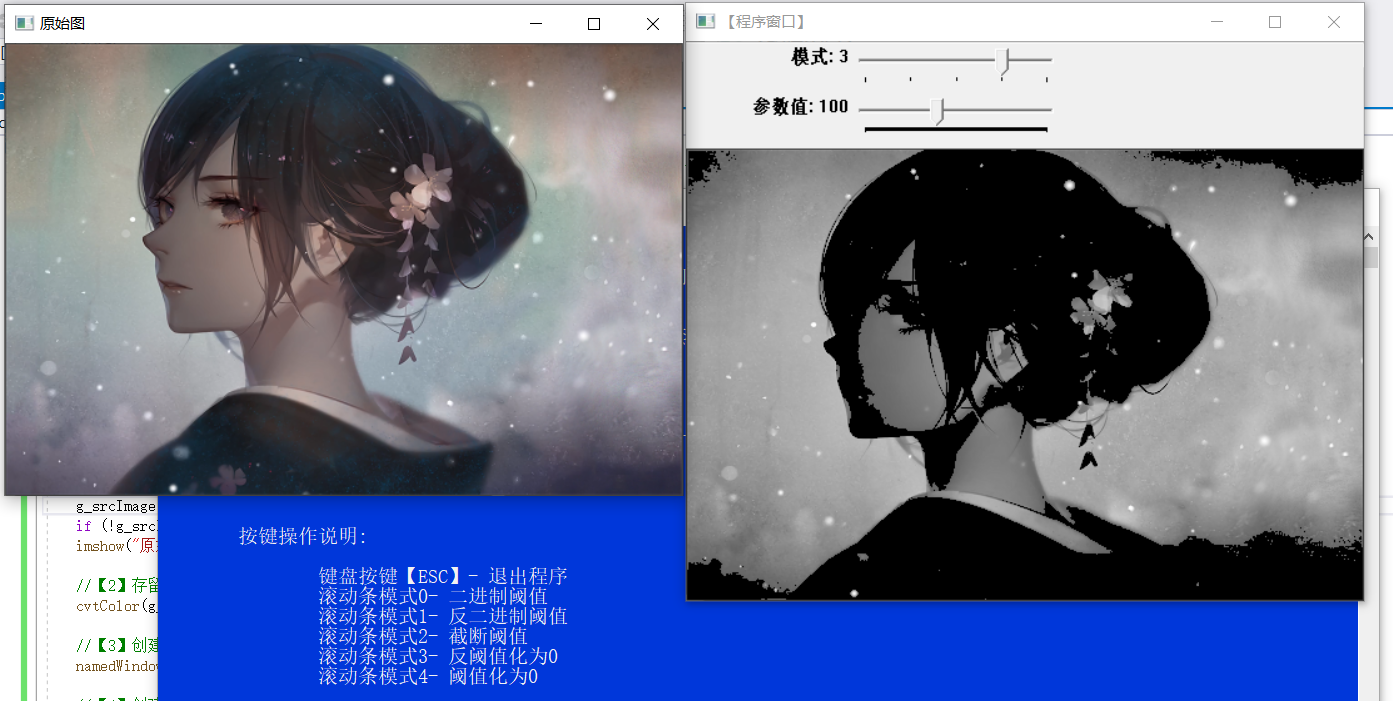 原始图
【程序窗口】
模式: 3
参数值: 100
g_srcImage
if (!g_src
imshow("原
//【2】存留
cvtColor(g_
//【3】创建
namedWindow
按键操作说明:
键盘按键【ESC】- 退出程序
滚动条模式0- 二进制阈值
滚动条模式1- 反二进制阈值
滚动条模式2- 截断阈值
滚动条模式3- 反阈值化为0
滚动条模式4- 阈值化为0